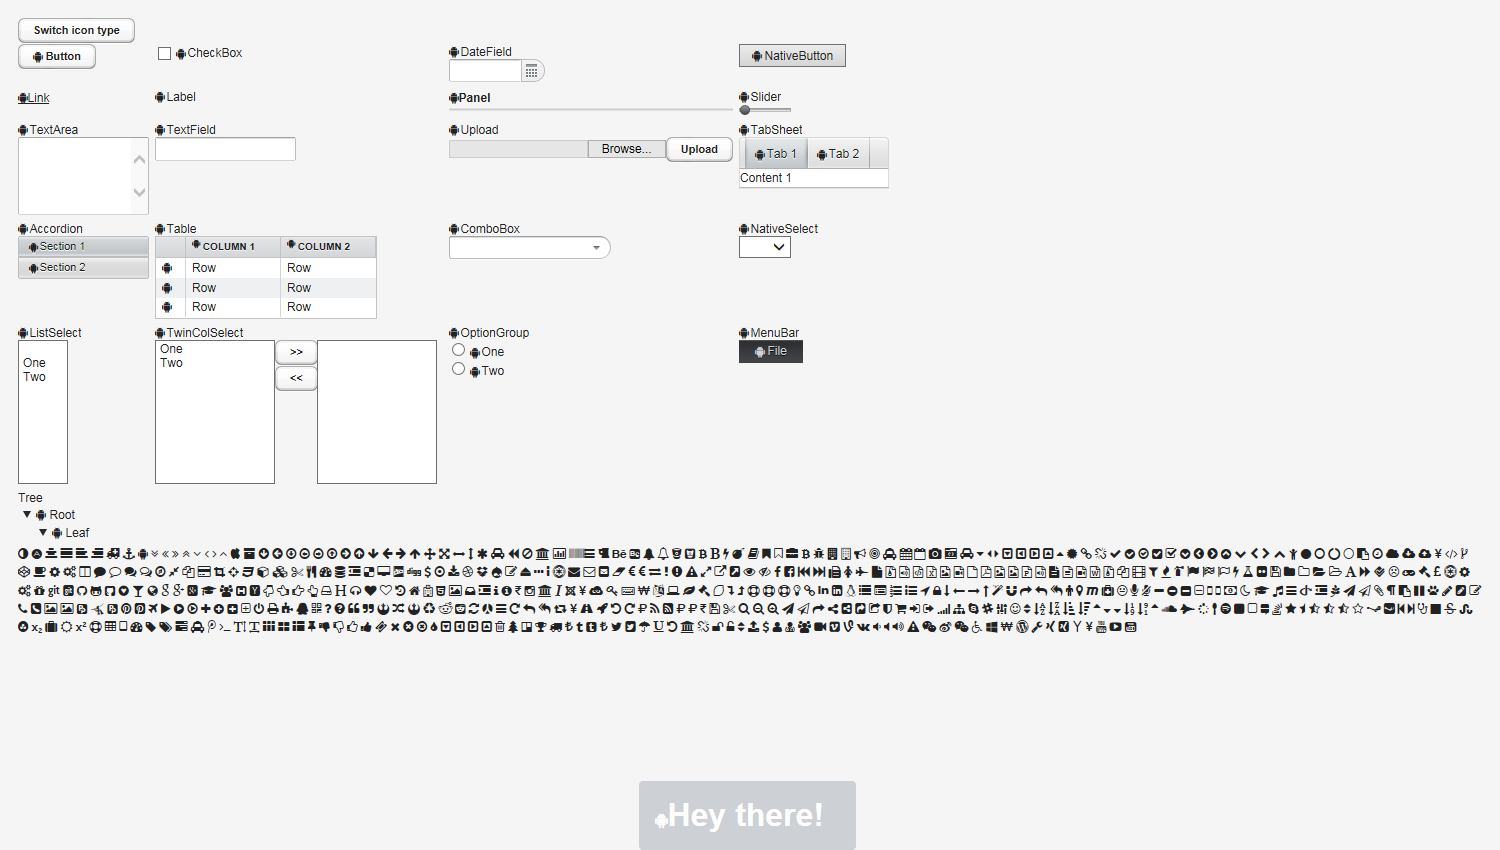 Switch icon type
Button
CheckBox
DateField
NativeButton
Link
Label
Panel
Slider
TextArea
TextField
Upload
Browse...
Upload
TabSheet
Tab 1
Tab 2
Content 1
Accordion
Section 1
Section 2
Table
COLUMN 1 COLUMN 2
Row Row
Row Row
Row Row
ComboBox
NativeSelect
ListSelect
One
Two
TwinColSelect
One
Two
>>
<<
OptionGroup
One
Two
MenuBar
File
Tree
Root
Leaf
Hey there!